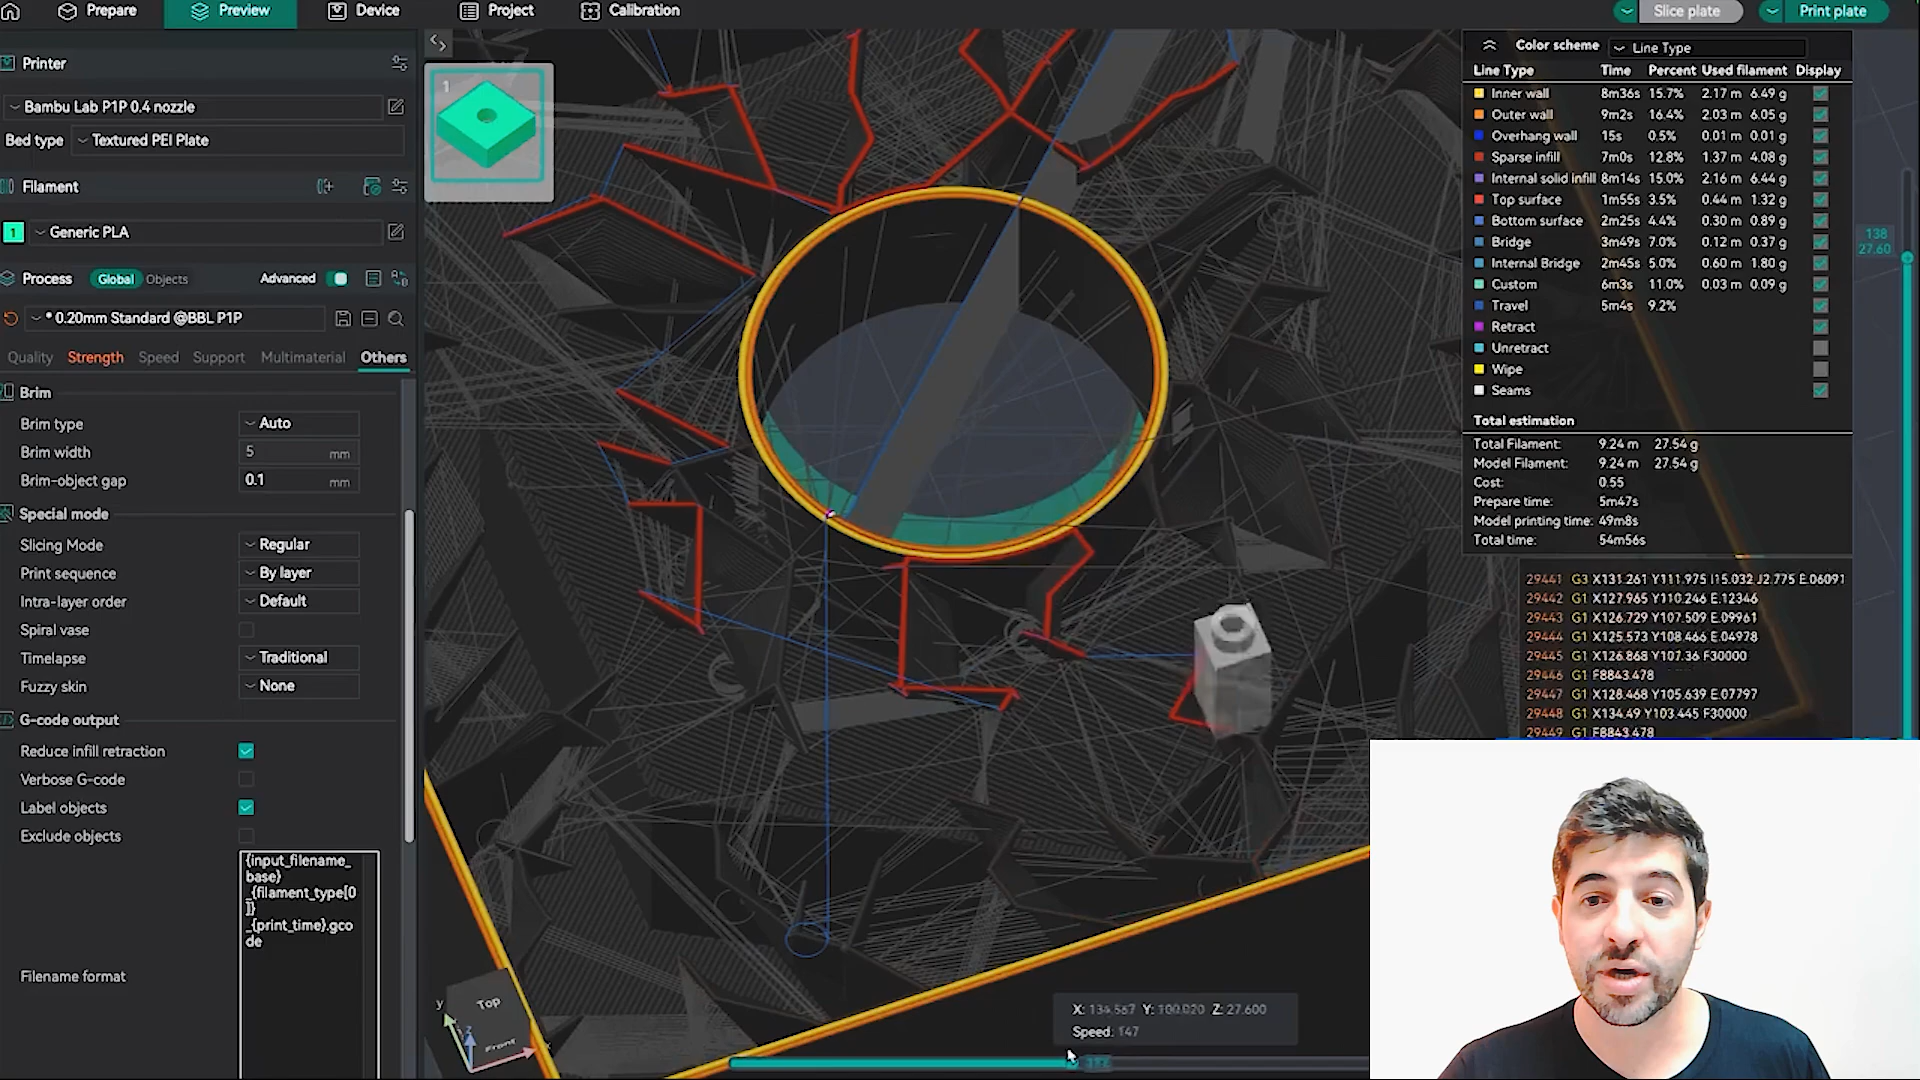 Prepare
Preview
Device
Project
Calibration
Slice plate
Print plate
Printer
Bambu Lab P1P 0.4 nozzle
Bed type
Textured PEI Plate
Filament
1
Generic PLA
Process
Global
Objects
Advanced
* 0.20mm Standard @BBL P1P
Quality
Strength
Speed
Support
Multimaterial
Others
Brim
Brim type
Auto
Brim width
5 mm
Brim-object gap
0.1 mm
Special mode
Slicing Mode
Regular
Print sequence
By layer
Intra-layer order
Default
Spiral vase
Timelapse
Traditional
Fuzzy skin
None
G-code output
Reduce infill retraction
Verbose G-code
Label objects
Exclude objects
{input_filename_
base}
_{filament_type[0
]}
_{print_time}.gco
de
Filename format
1
Top
Front
y
z
X: Y: Z: 27.600
Speed: 147
Color scheme
Line Type
Line Type Time Percent Used filament Display
Inner wall 8m36s 15.7% 2.17 m 6.49 g
Outer wall 9m2s 16.4% 2.03 m 6.05 g
Overhang wall 15s 0.5% 0.01 m 0.01 g
Sparse infill 7m0s 12.8% 1.37 m 4.08 g
Internal solid infill 8m14s 15.0% 2.16 m 6.44 g
Top surface 1m55s 3.5% 0.44 m 1.32 g
Bottom surface 2m25s 4.4% 0.30 m 0.89 g
Bridge 3m49s 7.0% 0.12 m 0.37 g
Internal Bridge 2m45s 5.0% 0.60 m 1.80 g
Custom 6m3s 11.0% 0.03 m 0.09 g
Travel 5m4s 9.2%
Retract
Unretract
Wipe
Seams
Total estimation
Total Filament: 9.24 m 27.54 g
Model Filament: 9.24 m 27.54 g
Cost: 0.55
Prepare time: 5m47s
Model printing time: 49m8s
Total time: 54m56s
138
27.60
29441 G3 X131.261 Y111.975 I15.032 J2.775 E.06091
29442 G1 X127.965 Y110.246 E.12346
29443 G1 X126.729 Y107.509 E.09961
29444 G1 X125.573 Y108.466 E.04978
29445 G1 X126.868 Y107.36 F30000
29446 G1 F8843.478
29447 G1 X128.468 Y105.639 E.07797
29448 G1 X134.49 Y103.445 F30000
29449 G1 F8843.478